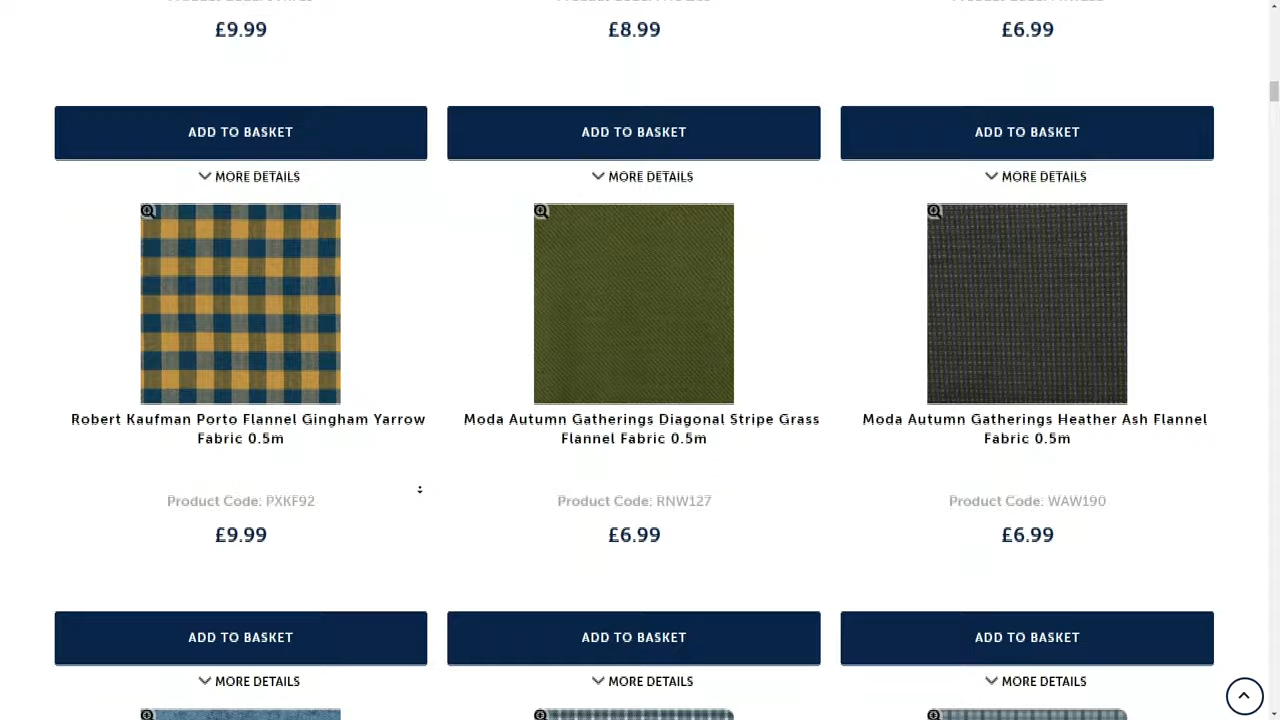 £9.99
£8.99
£6.99
ADD TO BASKET
ADD TO BASKET
ADD TO BASKET
MORE DETAILS
MORE DETAILS
MORE DETAILS
Robert Kaufman Porto Flannel Gingham Yarrow
Fabric 0.5m
Moda Autumn Gatherings Diagonal Stripe Grass
Flannel Fabric 0.5m
Moda Autumn Gatherings Heather Ash Flannel
Fabric 0.5m
Product Code: PXKF92
Product Code: RNW127
Product Code: WAW190
£9.99
£6.99
£6.99
ADD TO BASKET
ADD TO BASKET
ADD TO BASKET
MORE DETAILS
MORE DETAILS
MORE DETAILS